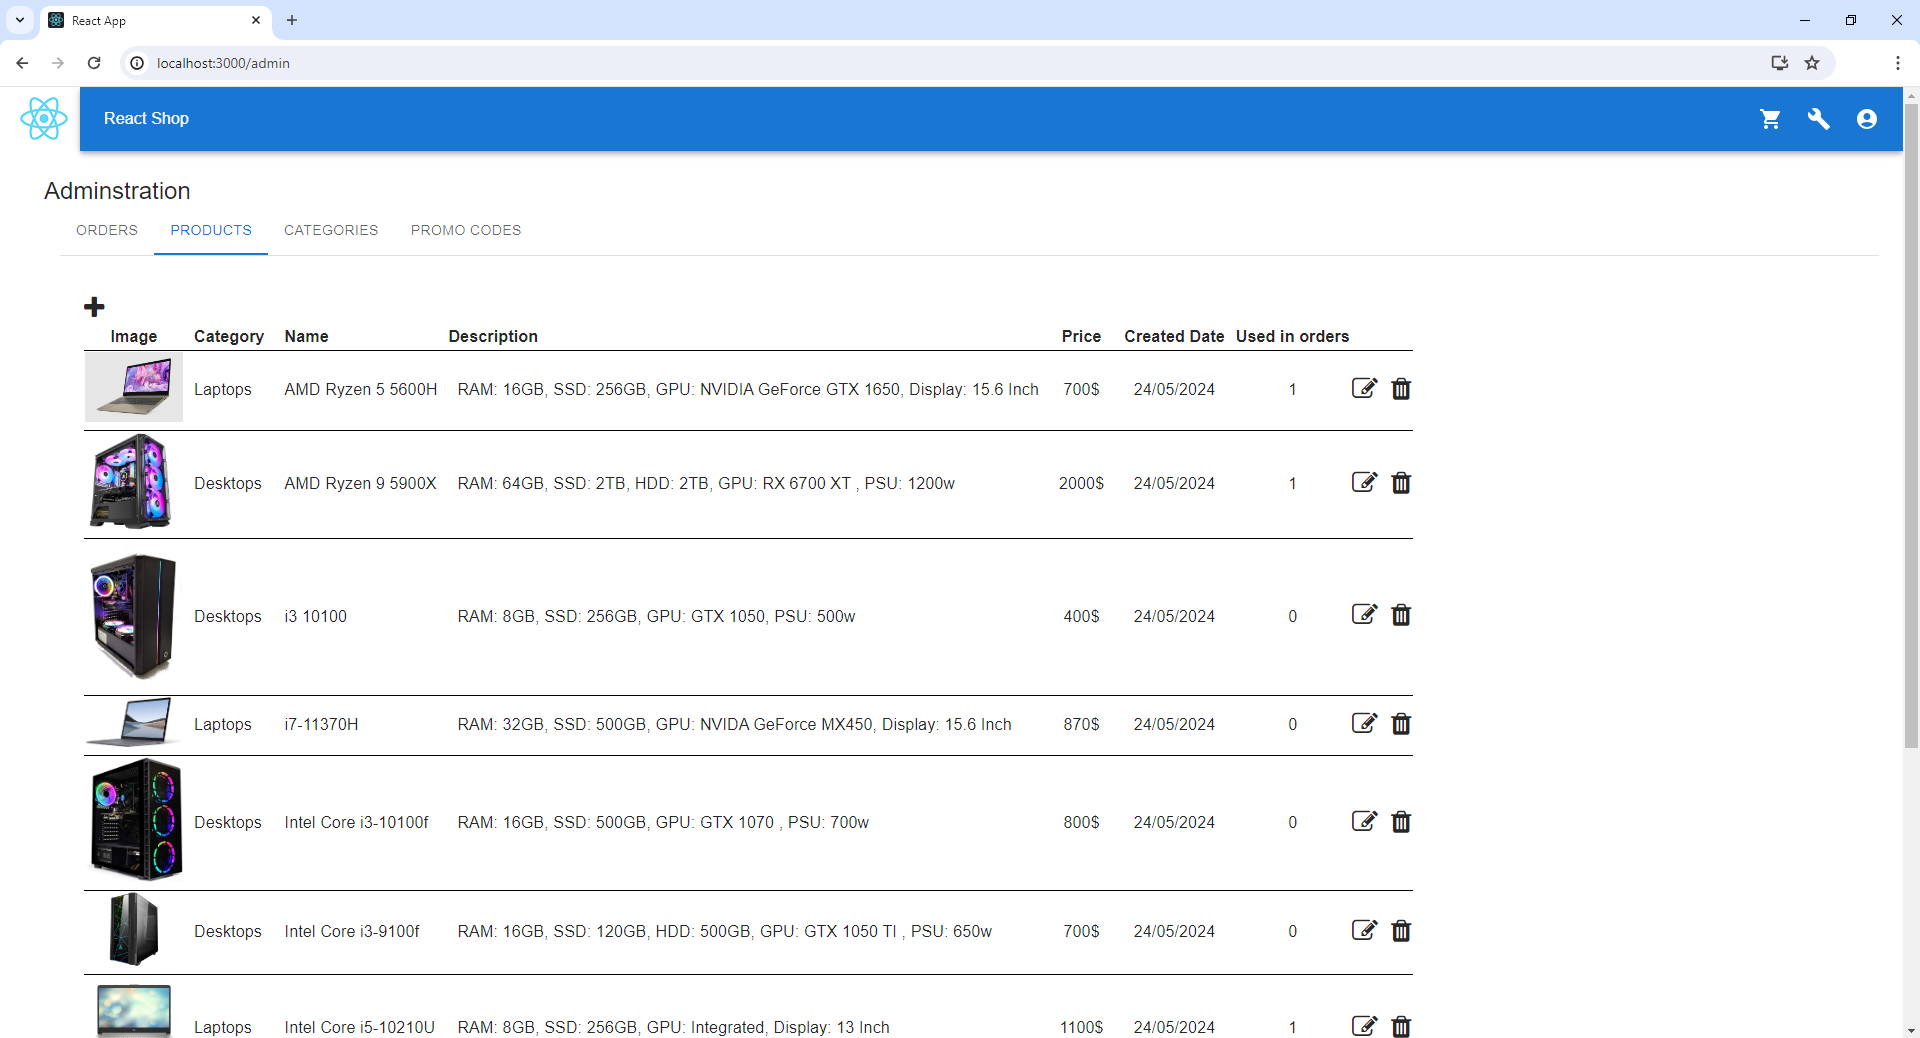 React App
localhost:3000/admin
React Shop
Adminstration
ORDERS PRODUCTS CATEGORIES PROMO CODES
Image Category Name Description Price Created Date Used in orders
Laptops AMD Ryzen 5 5600H RAM: 16GB, SSD: 256GB, GPU: NVIDIA GeForce GTX 1650, Display: 15.6 Inch 700$ 24/05/2024 1
Desktops AMD Ryzen 9 5900X RAM: 64GB, SSD: 2TB, HDD: 2TB, GPU: RX 6700 XT , PSU: 1200w 2000$ 24/05/2024 1
Desktops i3 10100 RAM: 8GB, SSD: 256GB, GPU: GTX 1050, PSU: 500w 400$ 24/05/2024 0
Laptops i7-11370H RAM: 32GB, SSD: 500GB, GPU: NVIDA GeForce MX450, Display: 15.6 Inch 870$ 24/05/2024 0
Desktops Intel Core i3-10100f RAM: 16GB, SSD: 500GB, GPU: GTX 1070 , PSU: 700w 800$ 24/05/2024 0
Desktops Intel Core i3-9100f RAM: 16GB, SSD: 120GB, HDD: 500GB, GPU: GTX 1050 TI , PSU: 650w 700$ 24/05/2024 0
Laptops Intel Core i5-10210U RAM: 8GB, SSD: 256GB, GPU: Integrated, Display: 13 Inch 1100$ 24/05/2024 1